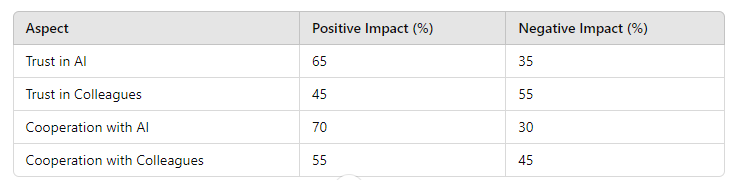 Aspect Positive Impact (%) Negative Impact (%)
Trust in AI 65 35
Trust in Colleagues 45 55
Cooperation with AI 70 30
Cooperation with Colleagues 55 45